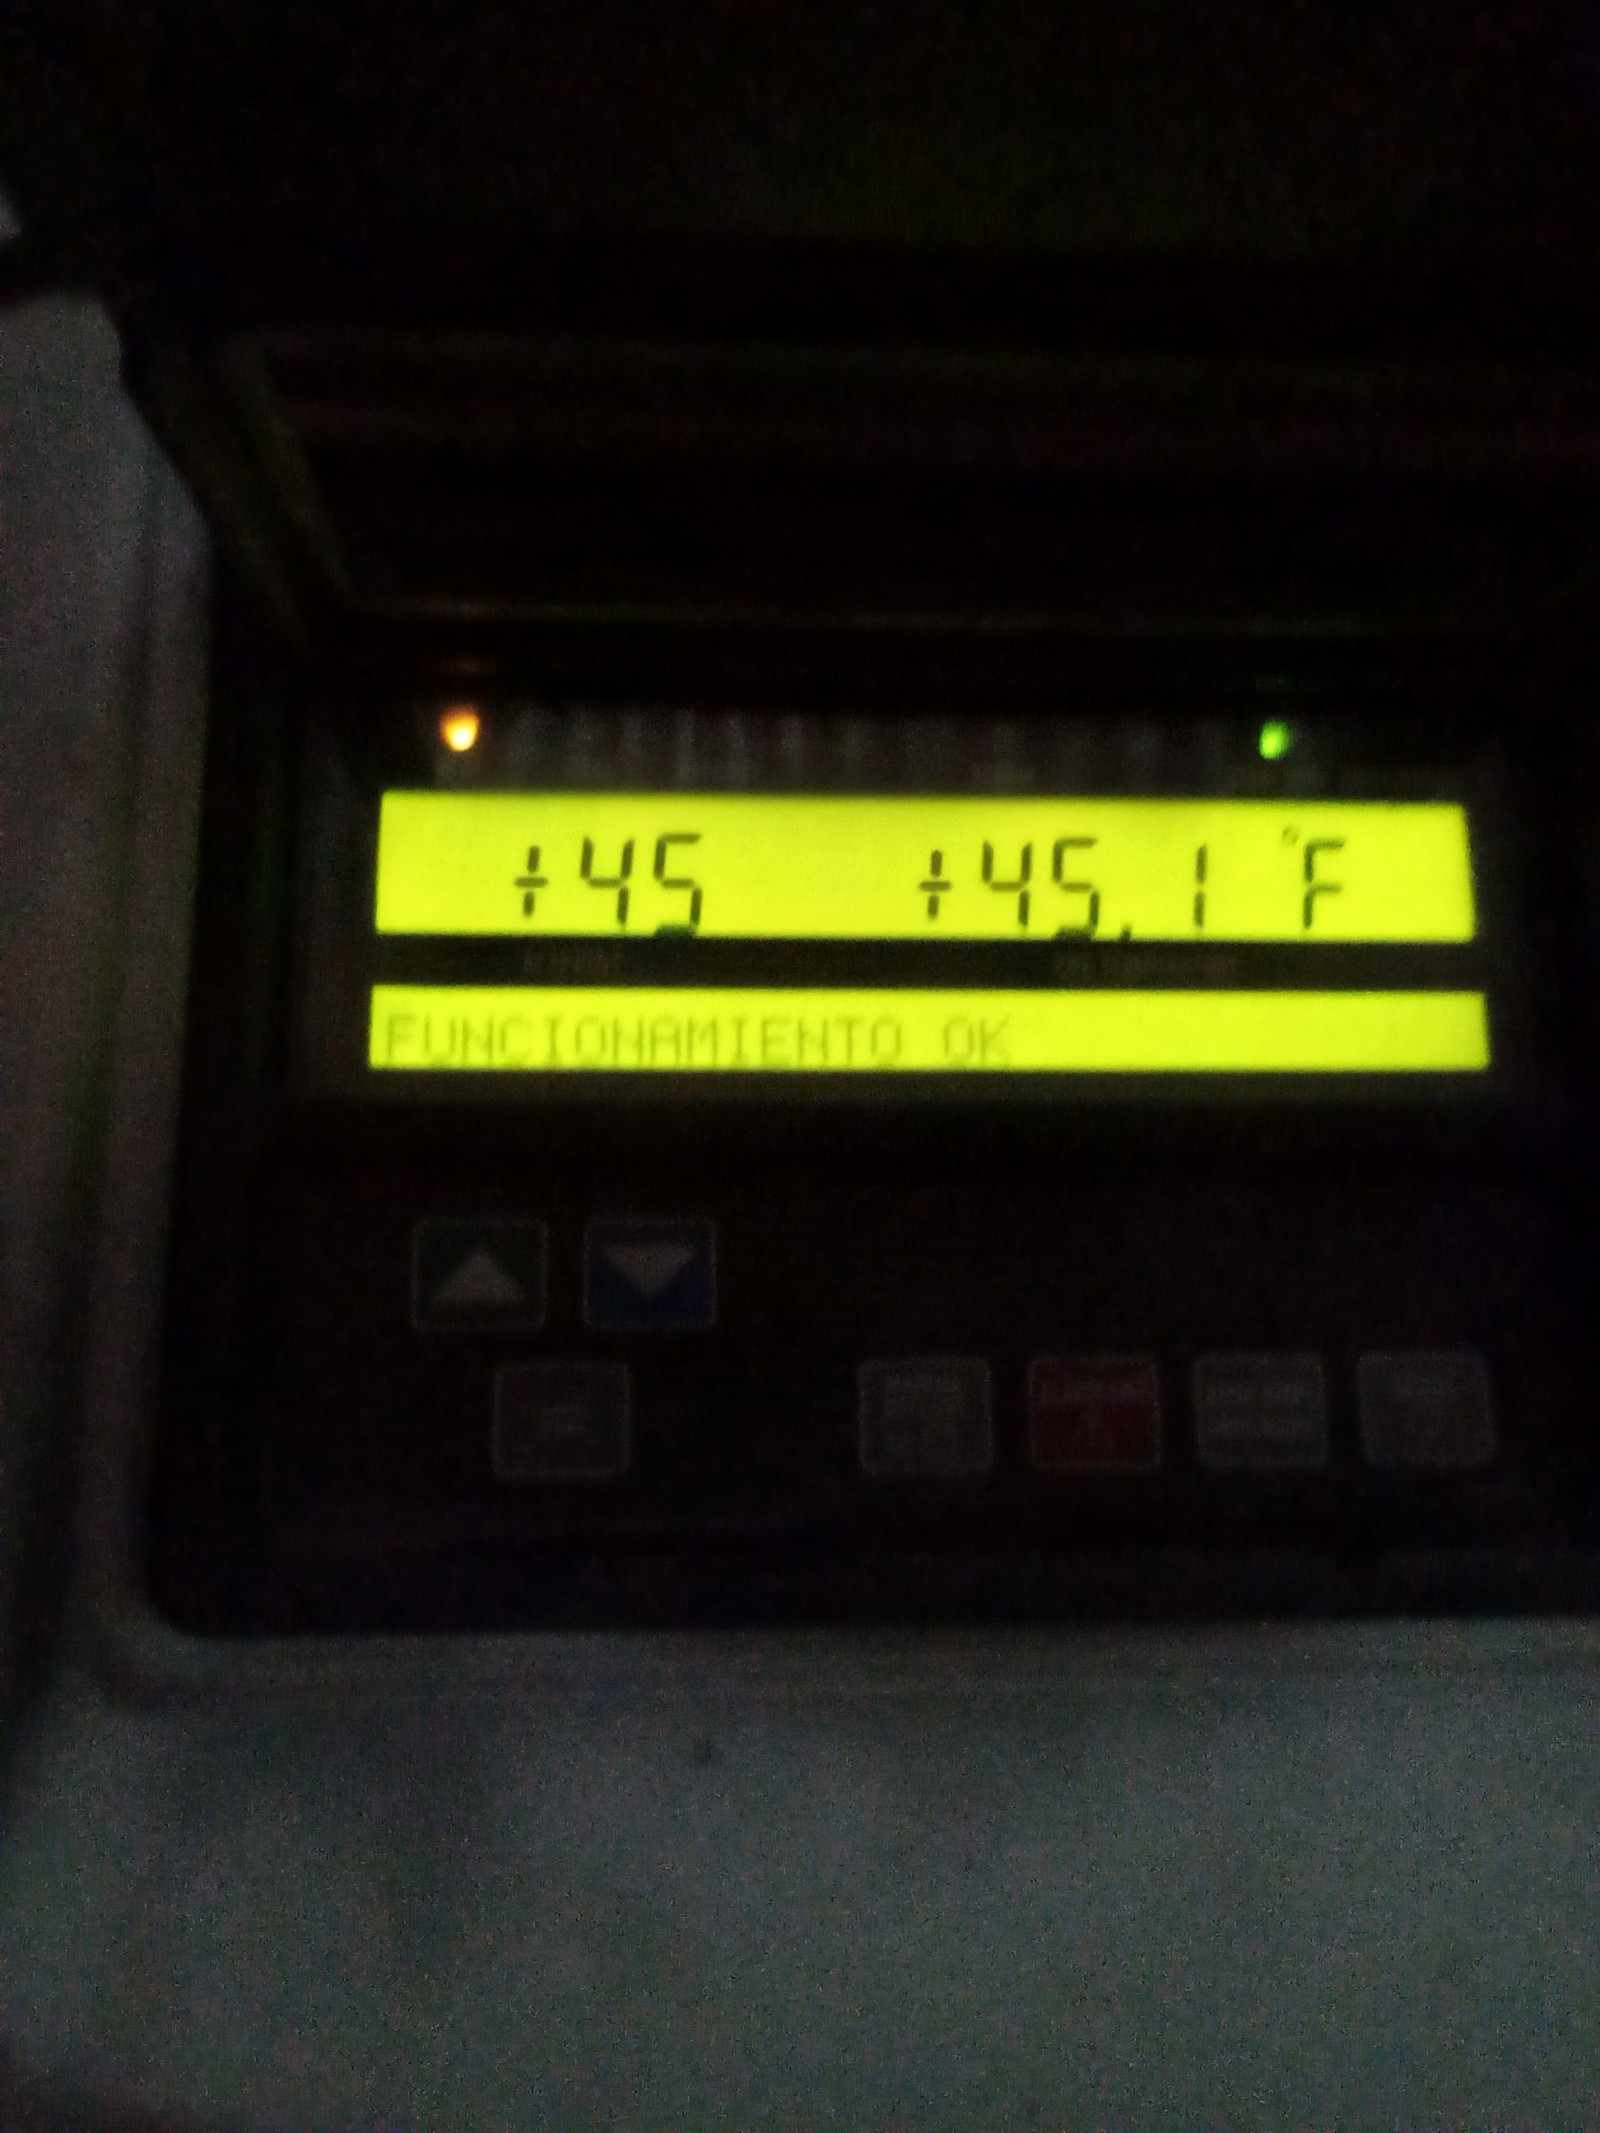 +45 +45.1 °F
FUNCIONAMIENTO OK